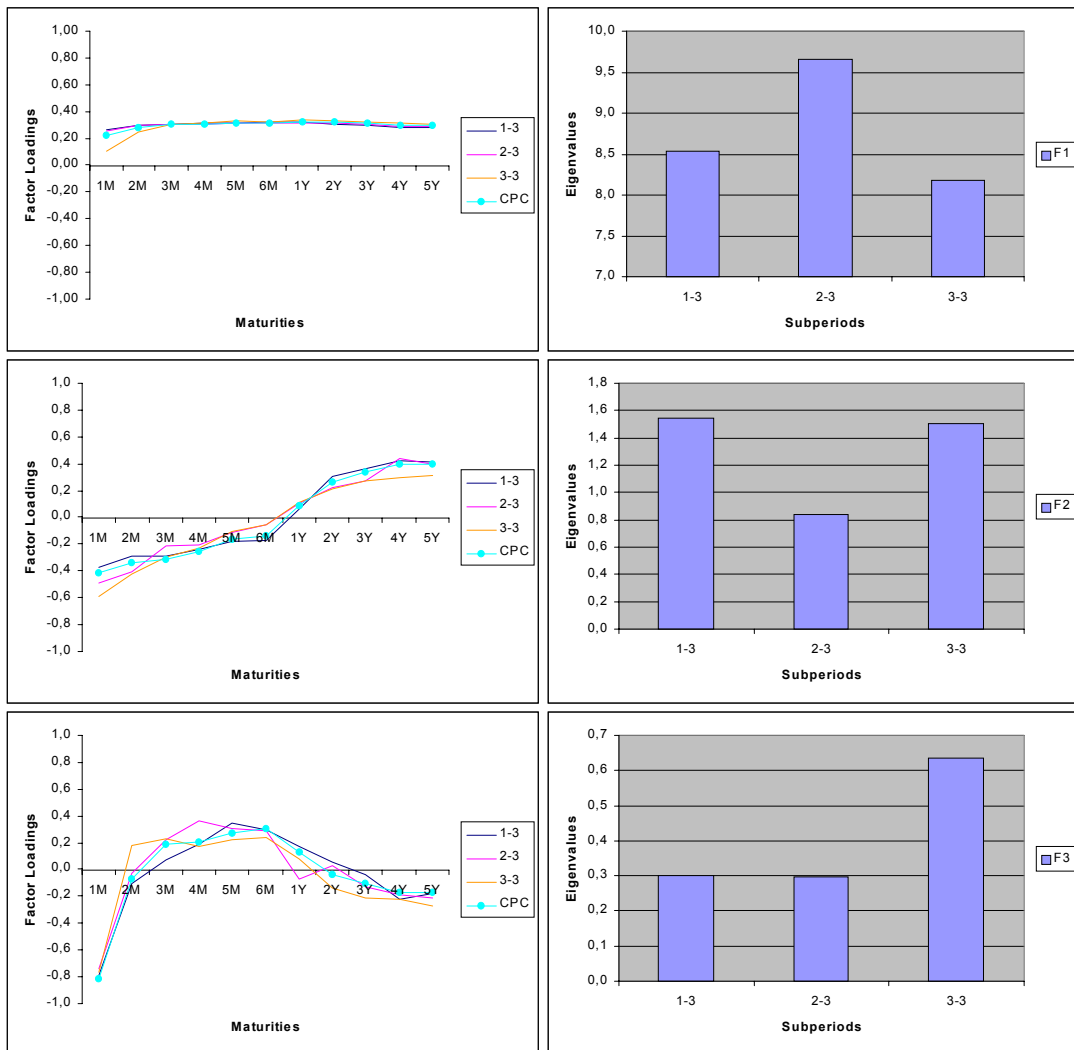 1,00
0,80
0,60
0,40
0,20
0,00
-0,20
-0,40
-0,60
-0,80
-1,00
Factor Loadings
1M 2M 3M 4M 5M 6M 1Y 2Y 3Y 4Y 5Y
Maturities
1-3
2-3
3-3
CPC
10,0
9,5
9,0
8,5
8,0
7,5
7,0
Eigenvalues
1-3 2-3 3-3
Subperiods
F1
1,0
0,8
0,6
0,4
0,2
0,0
-0,2
-0,4
-0,6
-0,8
-1,0
Factor Loadings
1M 2M 3M 4M 5M 6M 1Y 2Y 3Y 4Y 5Y
Maturities
1-3
2-3
3-3
CPC
1,8
1,6
1,4
1,2
1,0
0,8
0,6
0,4
0,2
0,0
Eigenvalues
1-3 2-3 3-3
Subperiods
F2
1,0
0,8
0,6
0,4
0,2
0,0
-0,2
-0,4
-0,6
-0,8
-1,0
Factor Loadings
1M 2M 3M 4M 5M 6M 1Y 2Y 3Y 4Y 5Y
Maturities
1-3
2-3
3-3
CPC
0,7
0,6
0,5
0,4
0,3
0,2
0,1
0,0
Eigenvalues
1-3 2-3 3-3
Subperiods
F3